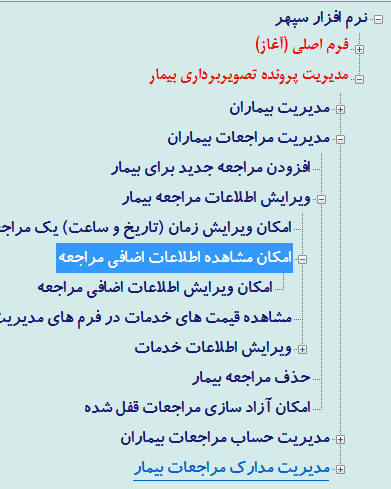 نرم افزار سپهر
فرم اصلی (آغاز)
مدیریت پرونده تصویربرداری بیمار
مدیریت بیماران
مدیریت مراجعات بیماران
افزودن مراجعه جدید برای بیمار
ویرایش اطلاعات مراجعه بیمار
امکان ویرایش زمان (تاریخ و ساعت) یک مراجع
امکان مشاهده اطلاعات اضافی مراجعه
امکان ویرایش اطلاعات اضافی مراجعه
مشاهده قیمت های خدمات در فرم های مدیریت
ویرایش اطلاعات خدمات
حذف مراجعه بیمار
امکان آزاد سازی مراجعات قفل شده
مدیریت حساب مراجعات بیماران
مدیریت مدارک مراجعات بیمار